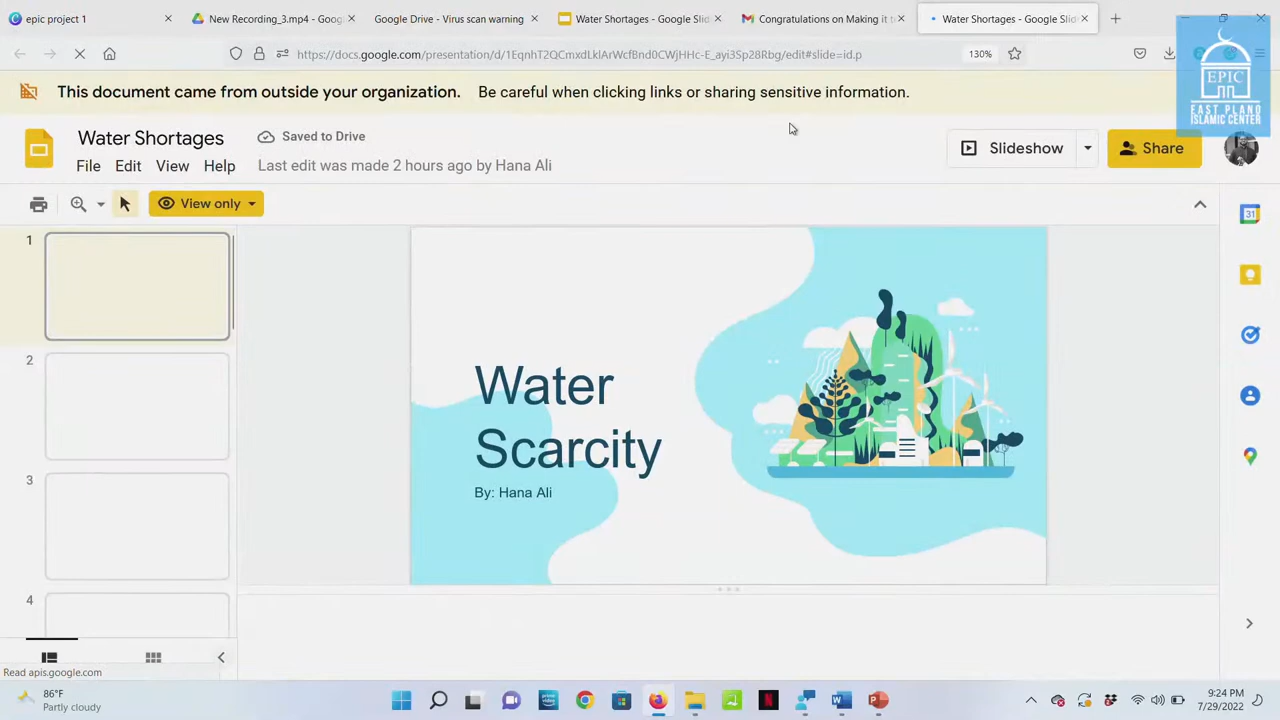 epic project 1
New Recording_3.mp4 - Goog
Google Drive - Virus scan warning
Water Shortages - Google Slid
Congratulations on Making it t
Water Shortages - Google Slid
130%
This document came from outside your organization. Be careful when clicking links or sharing sensitive information.
EPIC
EAST PLANO
ISLAMIC CENTER
Water Shortages
Saved to Drive
File Edit View Help
Last edit was made 2 hours ago by Hana Ali
Slideshow
Share
View only
31
1
2
3
4
Water
Scarcity
By: Hana Ali
Read apis.google.com
86°F
Partly cloudy
9:24 PM
7/29/2022